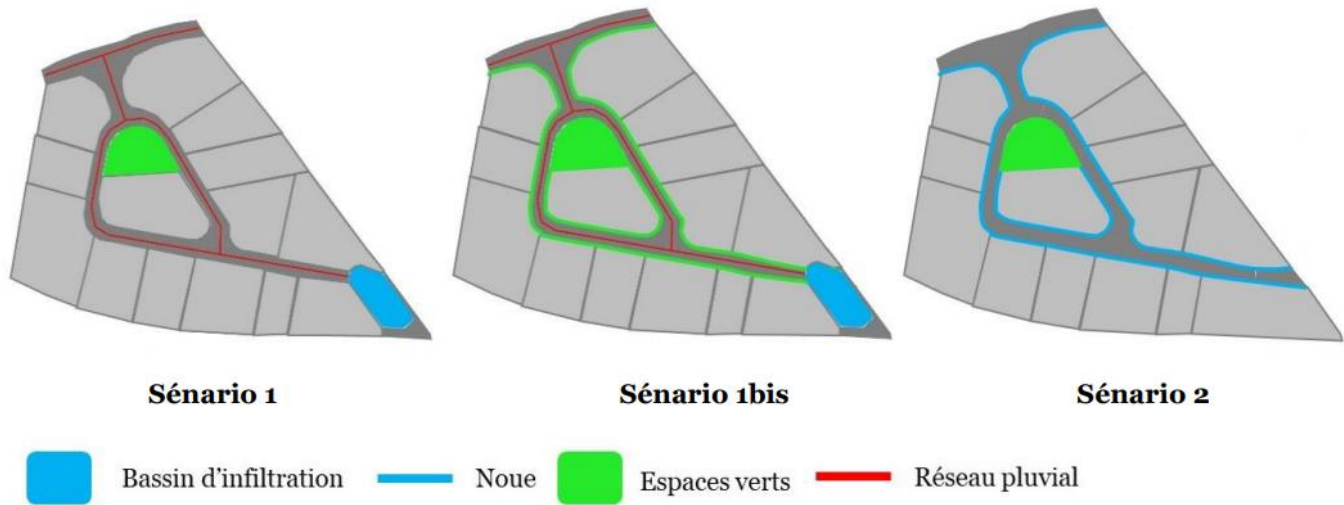 Sénario 1
Sénario 1bis
Sénario 2
Bassin d'infiltration
Noue
Espaces verts
Réseau pluvial